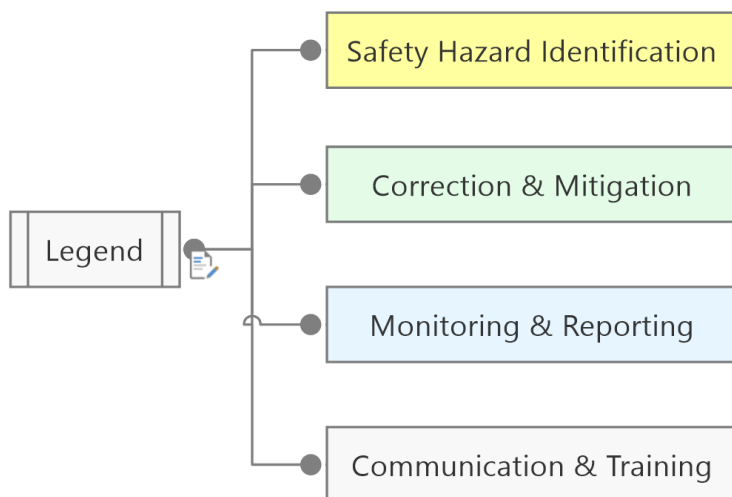 Safety Hazard Identification
Correction & Mitigation
Legend
Monitoring & Reporting
Communication & Training